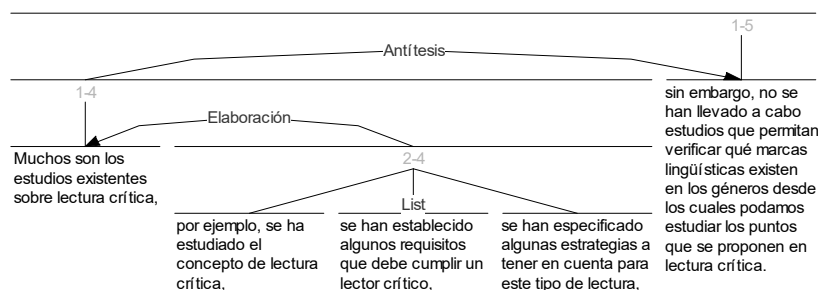 1-5
Antítesis
1-4
Elaboración
Muchos son los
estudios existentes
sobre lectura crítica,
2-4
List
por ejemplo, se ha
estudiado el
concepto de lectura
crítica,
se han establecido
algunos requisitos
que debe cumplir un
lector crítico,
se han especificado
algunas estrategias a
tener en cuenta para
este tipo de lectura,
sin embargo, no se
han llevado a cabo
estudios que permitan
verificar qué marcas
lingüísticas existen
en los géneros desde
los cuales podamos
estudiar los puntos
que se proponen en
lectura crítica.